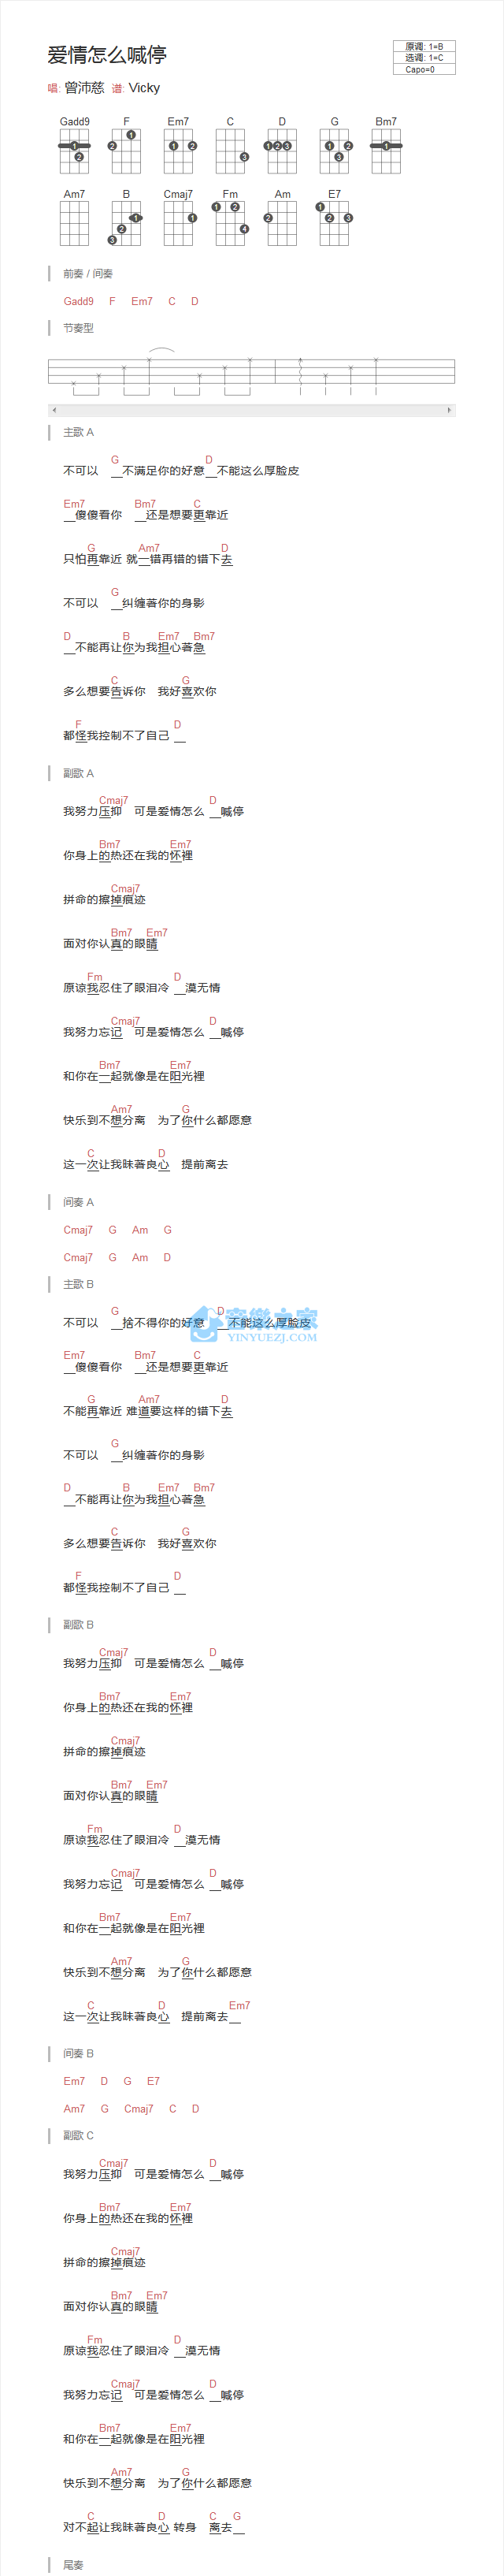 爱情怎么喊停
原调: 1=B
选调: 1=C
Capo=0
唱: 曾沛慈 谱: Vicky
Gadd9 F Em7 C D G Bm7
Am7 B Cmaj7 Fm Am E7
前奏 / 间奏
Gadd9 F Em7 C D
节奏型
主歌 A
G D
不可以 __不满足你的好意__不能这么厚脸皮
Em7 Bm7 C
__傻傻看你 __还是想要更靠近
G Am7 D
只怕再靠近 就一错再错的错下去
G
不可以 __纠缠著你的身影
D B Em7 Bm7
__不能再让你为我担心著急
C G
多么想要告诉你 我好喜欢你
F D
都怪我控制不了自己 __
副歌 A
Cmaj7 D
我努力压抑 可是爱情怎么 __喊停
Bm7 Em7
你身上的热还在我的怀裡
Cmaj7
拼命的擦掉痕迹
Bm7 Em7
面对你认真的眼睛
Fm D
原谅我忍住了眼泪冷 __漠无情
Cmaj7 D
我努力忘记 可是爱情怎么 __喊停
Bm7 Em7
和你在一起就像是在阳光裡
Am7 G
快乐到不想分离 为了你什么都愿意
C D
这一次让我昧著良心 提前离去
间奏 A
Cmaj7 G Am G
Cmaj7 G Am D
主歌 B
G D
不可以 __捨不得你的好意 __不能这么厚脸皮
音樂之家
YINYUEZJ.COM
Em7 Bm7 C
__傻傻看你 __还是想要更靠近
G Am7 D
不能再靠近 难道要这样的错下去
G
不可以 __纠缠著你的身影
D B Em7 Bm7
__不能再让你为我担心著急
C G
多么想要告诉你 我好喜欢你
F D
都怪我控制不了自己 __
副歌 B
Cmaj7 D
我努力压抑 可是爱情怎么 __喊停
Bm7 Em7
你身上的热还在我的怀裡
Cmaj7
拼命的擦掉痕迹
Bm7 Em7
面对你认真的眼睛
Fm D
原谅我忍住了眼泪冷 __漠无情
Cmaj7 D
我努力忘记 可是爱情怎么 __喊停
Bm7 Em7
和你在一起就像是在阳光裡
Am7 G
快乐到不想分离 为了你什么都愿意
C D Em7
这一次让我昧著良心 提前离去__
间奏 B
Em7 D G E7
Am7 G Cmaj7 C D
副歌 C
Cmaj7 D
我努力压抑 可是爱情怎么 __喊停
Bm7 Em7
你身上的热还在我的怀裡
Cmaj7
拼命的擦掉痕迹
Bm7 Em7
面对你认真的眼睛
Fm D
原谅我忍住了眼泪冷 __漠无情
Cmaj7 D
我努力忘记 可是爱情怎么 __喊停
Bm7 Em7
和你在一起就像是在阳光裡
Am7 G
快乐到不想分离 为了你什么都愿意
C D C G
对不起让我昧著良心 转身 离去__
尾奏